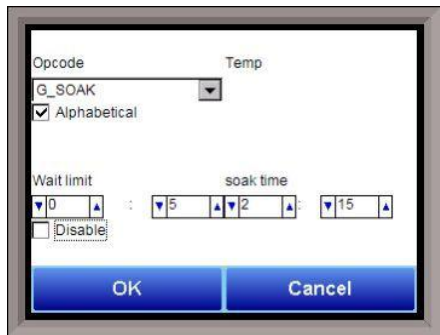 Opcode Temp
G_SOAK
Alphabetical
Wait limit soak time
0 : 5 2 : 15
Disable
OK Cancel